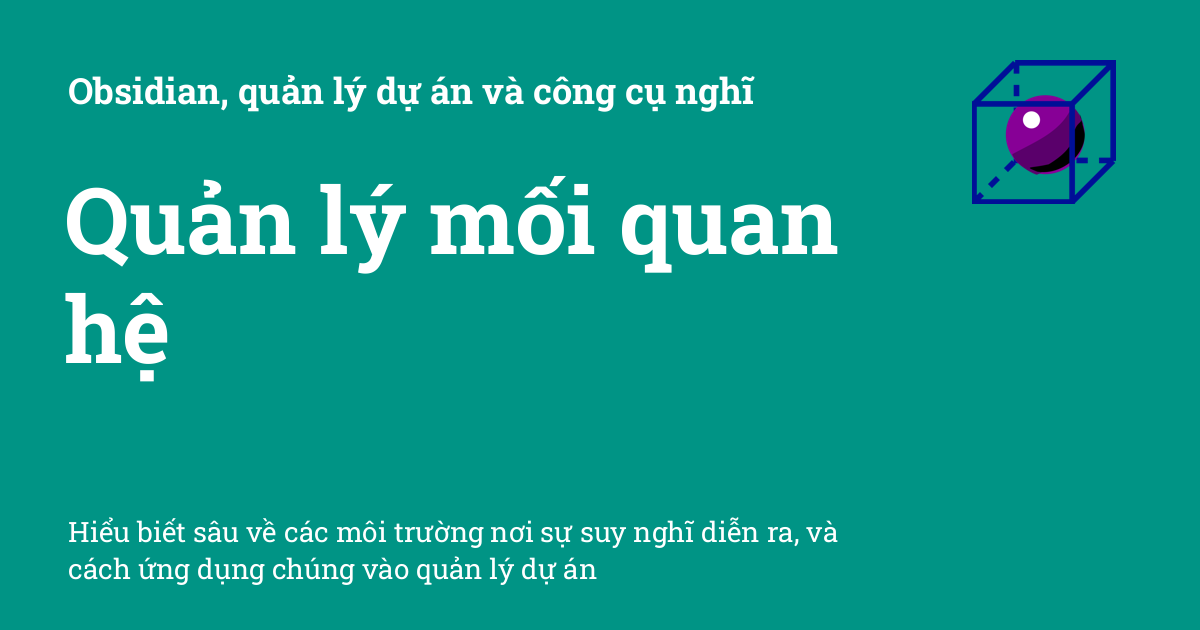 Obsidian, quản lý dự án và công cụ nghĩ
Quản lý mối quan
hệ
Hiểu biết sâu về các môi trường nơi sự suy nghĩ diễn ra, và
cách ứng dụng chúng vào quản lý dự án